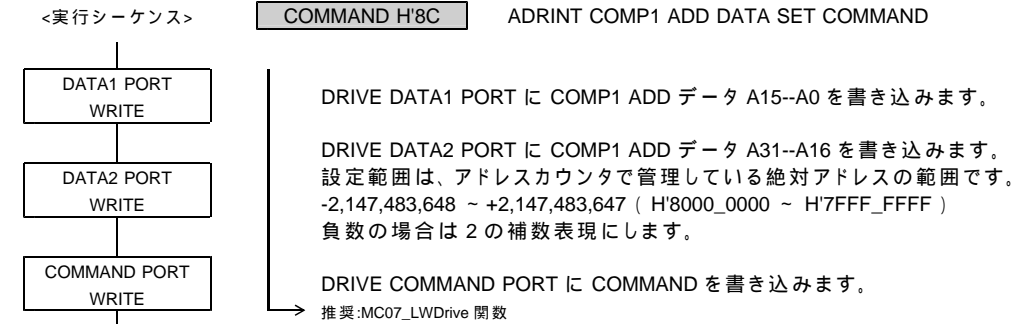 <実行シーケンス>
COMMAND H'8C
ADRINT COMP1 ADD DATA SET COMMAND
DATA1 PORT
WRITE
DRIVE DATA1 PORT に COMP1 ADD データ A15--A0 を書き込みます。
DATA2 PORT
WRITE
DRIVE DATA2 PORT に COMP1 ADD データ A31--A16 を書き込みます。
設定範囲は、アドレスカウンタで管理している絶対アドレスの範囲です。
-2,147,483,648 ~ +2,147,483,647 ( H'8000_0000 ~ H'7FFF_FFFF )
負数の場合は 2 の補数表現にします。
COMMAND PORT
WRITE
DRIVE COMMAND PORT に COMMAND を書き込みます。
推奨:MC07_LWDrive 関数